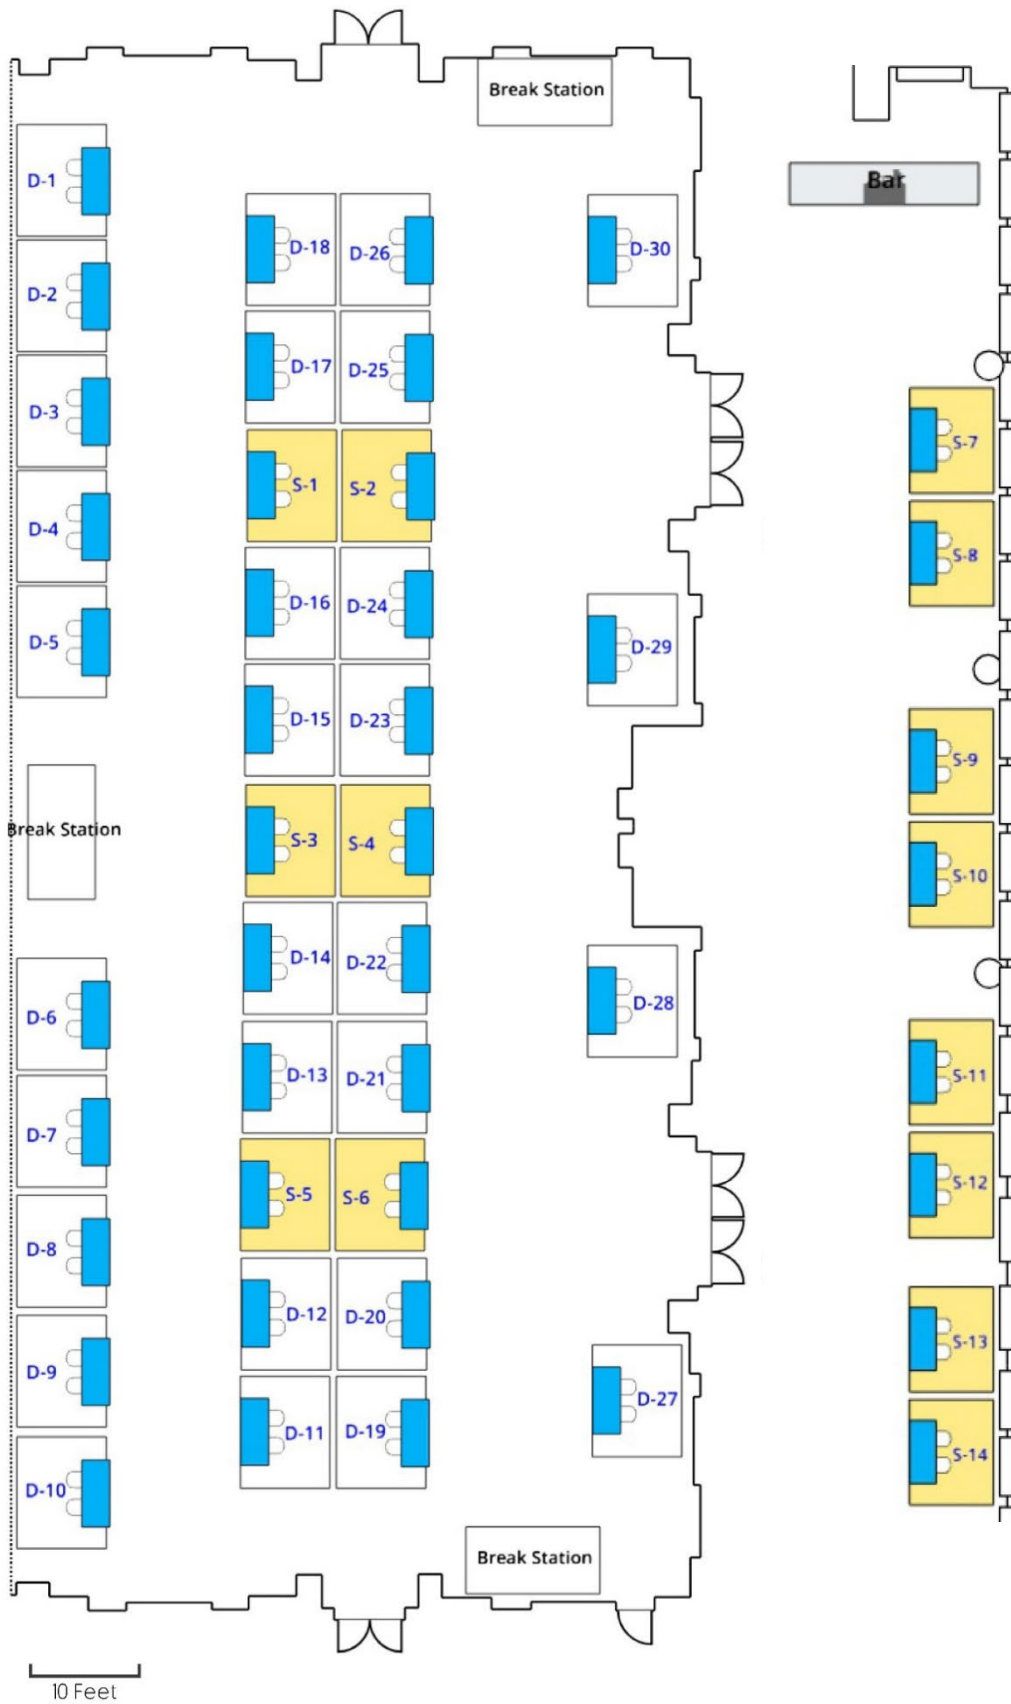 Break Station
Bar
D-1
D-18
D-26
D-30
D-2
D-17
D-25
D-3
S-7
S-1
S-2
D-4
S-8
D-16
D-24
D-5
D-29
D-15
D-23
S-9
Break Station
S-3
S-4
S-10
D-14
D-22
D-28
D-6
D-13
D-21
S-11
D-7
S-5
S-6
S-12
D-8
D-12
D-20
S-13
D-9
D-27
D-11
D-19
S-14
D-10
Break Station
10 Feet